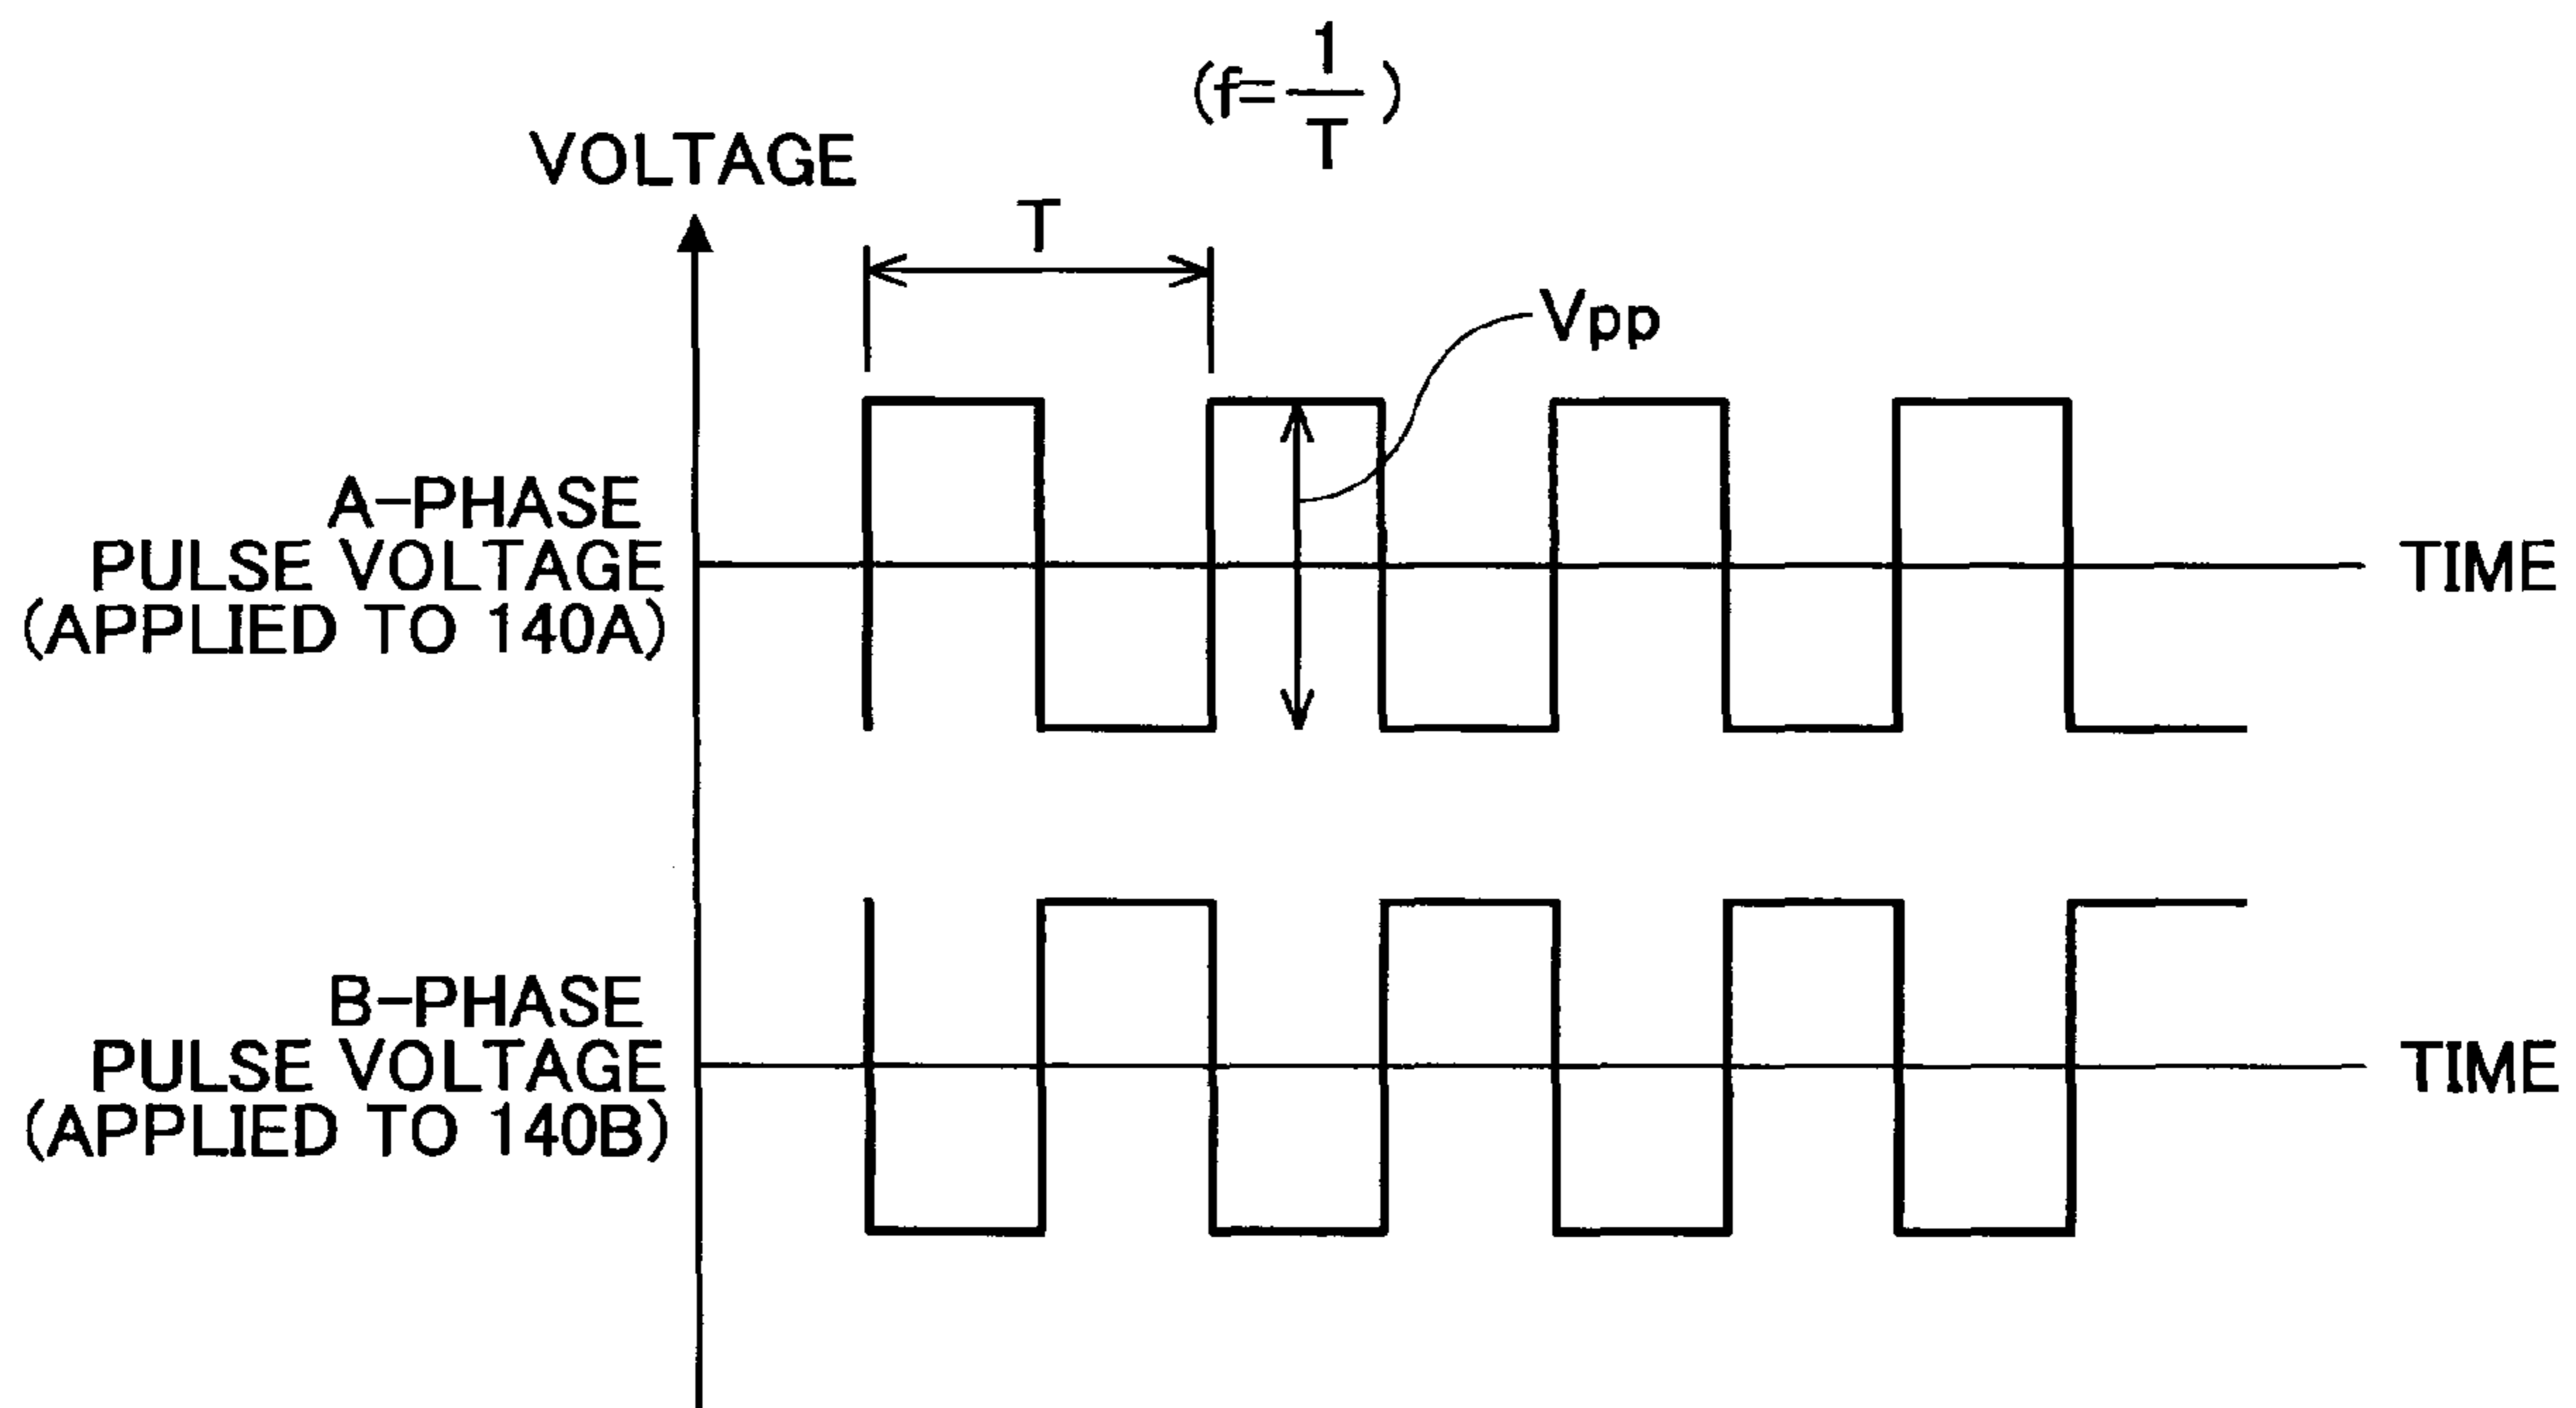 (f=1/T)
VOLTAGE
T
Vpp
A-PHASE
PULSE VOLTAGE
(APPLIED TO 140A)
TIME
B-PHASE
PULSE VOLTAGE
(APPLIED TO 140B)
TIME